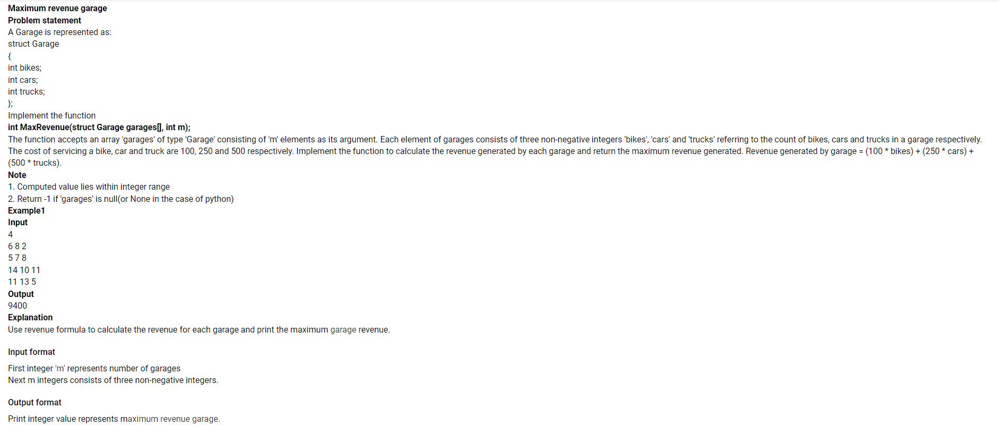 Maximum revenue garage
Problem statement
A Garage is represented as:
struct Garage
{
int bikes;
int cars;
int trucks;
};
Implement the function
int MaxRevenue(struct Garage garages[], int m);
The function accepts an array 'garages' of type 'Garage' consisting of 'm' elements as its argument. Each element of garages consists of three non-negative integers 'bikes', 'cars' and 'trucks' referring to the count of bikes, cars and trucks in a garage respectively.
The cost of servicing a bike, car and truck are 100, 250 and 500 respectively. Implement the function to calculate the revenue generated by each garage and return the maximum revenue generated. Revenue generated by garage = (100 * bikes) + (250 * cars) +
(500 * trucks).
Note
1. Computed value lies within integer range
2. Return -1 if 'garages' is null(or None in the case of python)
Example1
Input
4
6 8 2
5 7 8
14 10 11
11 13 5
Output
9400
Explanation
Use revenue formula to calculate the revenue for each garage and print the maximum garage revenue.
Input format
First integer 'm' represents number of garages
Next m integers consists of three non-negative integers.
Output format
Print integer value represents maximum revenue garage.